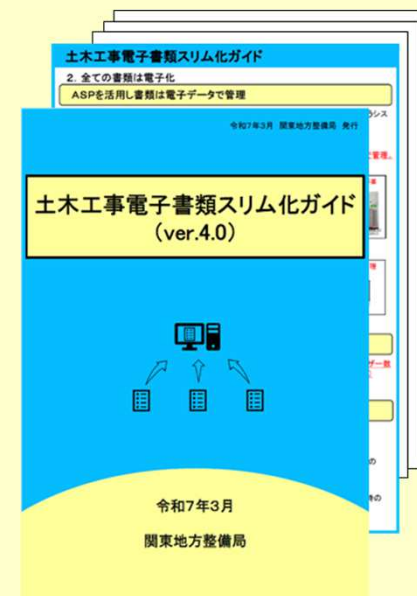 土木工事電子書類スリム化ガイド
2．全ての書類は電子化
ASPを活用し書類は電子データで管理
シス
管理。
令和7年3月　関東地方整備局　発行
土木工事電子書類スリム化ガイド
（ver.4.0）
令和7年3月
関東地方整備局